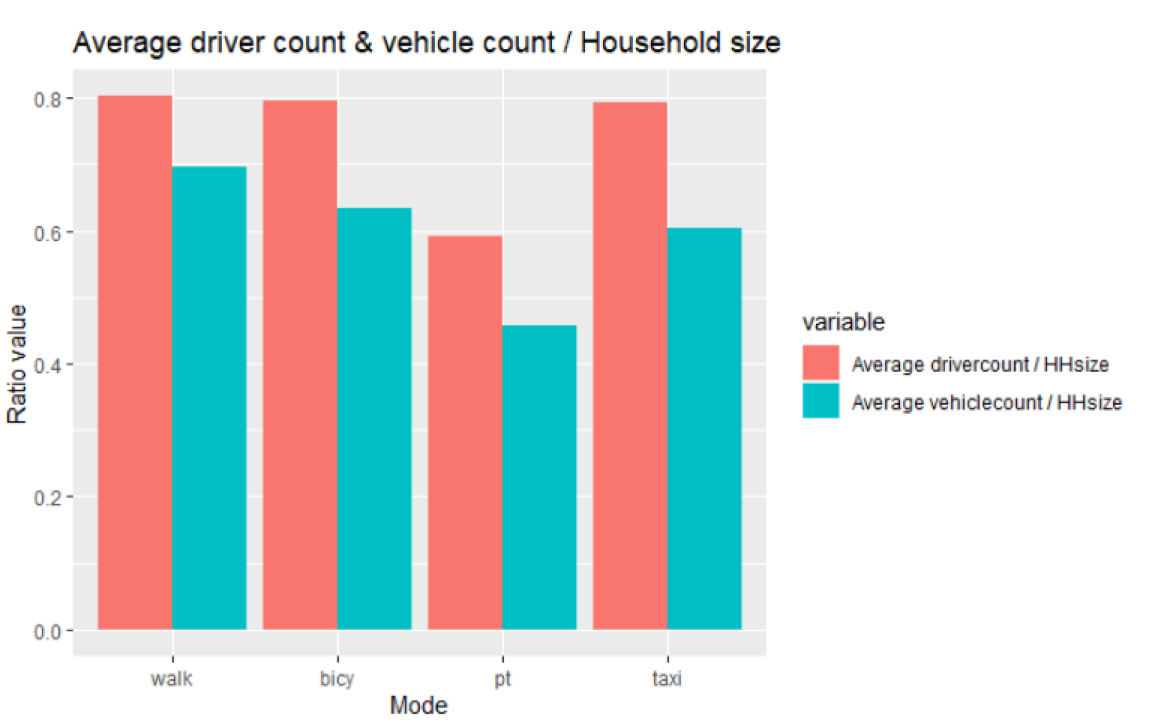 Average driver count & vehicle count / Household size
0.8
0.6
0.4
0.2
0.0
Ratio value
walk bicy pt taxi
Mode
variable
Average drivercount / HHsize
Average vehiclecount / HHsize